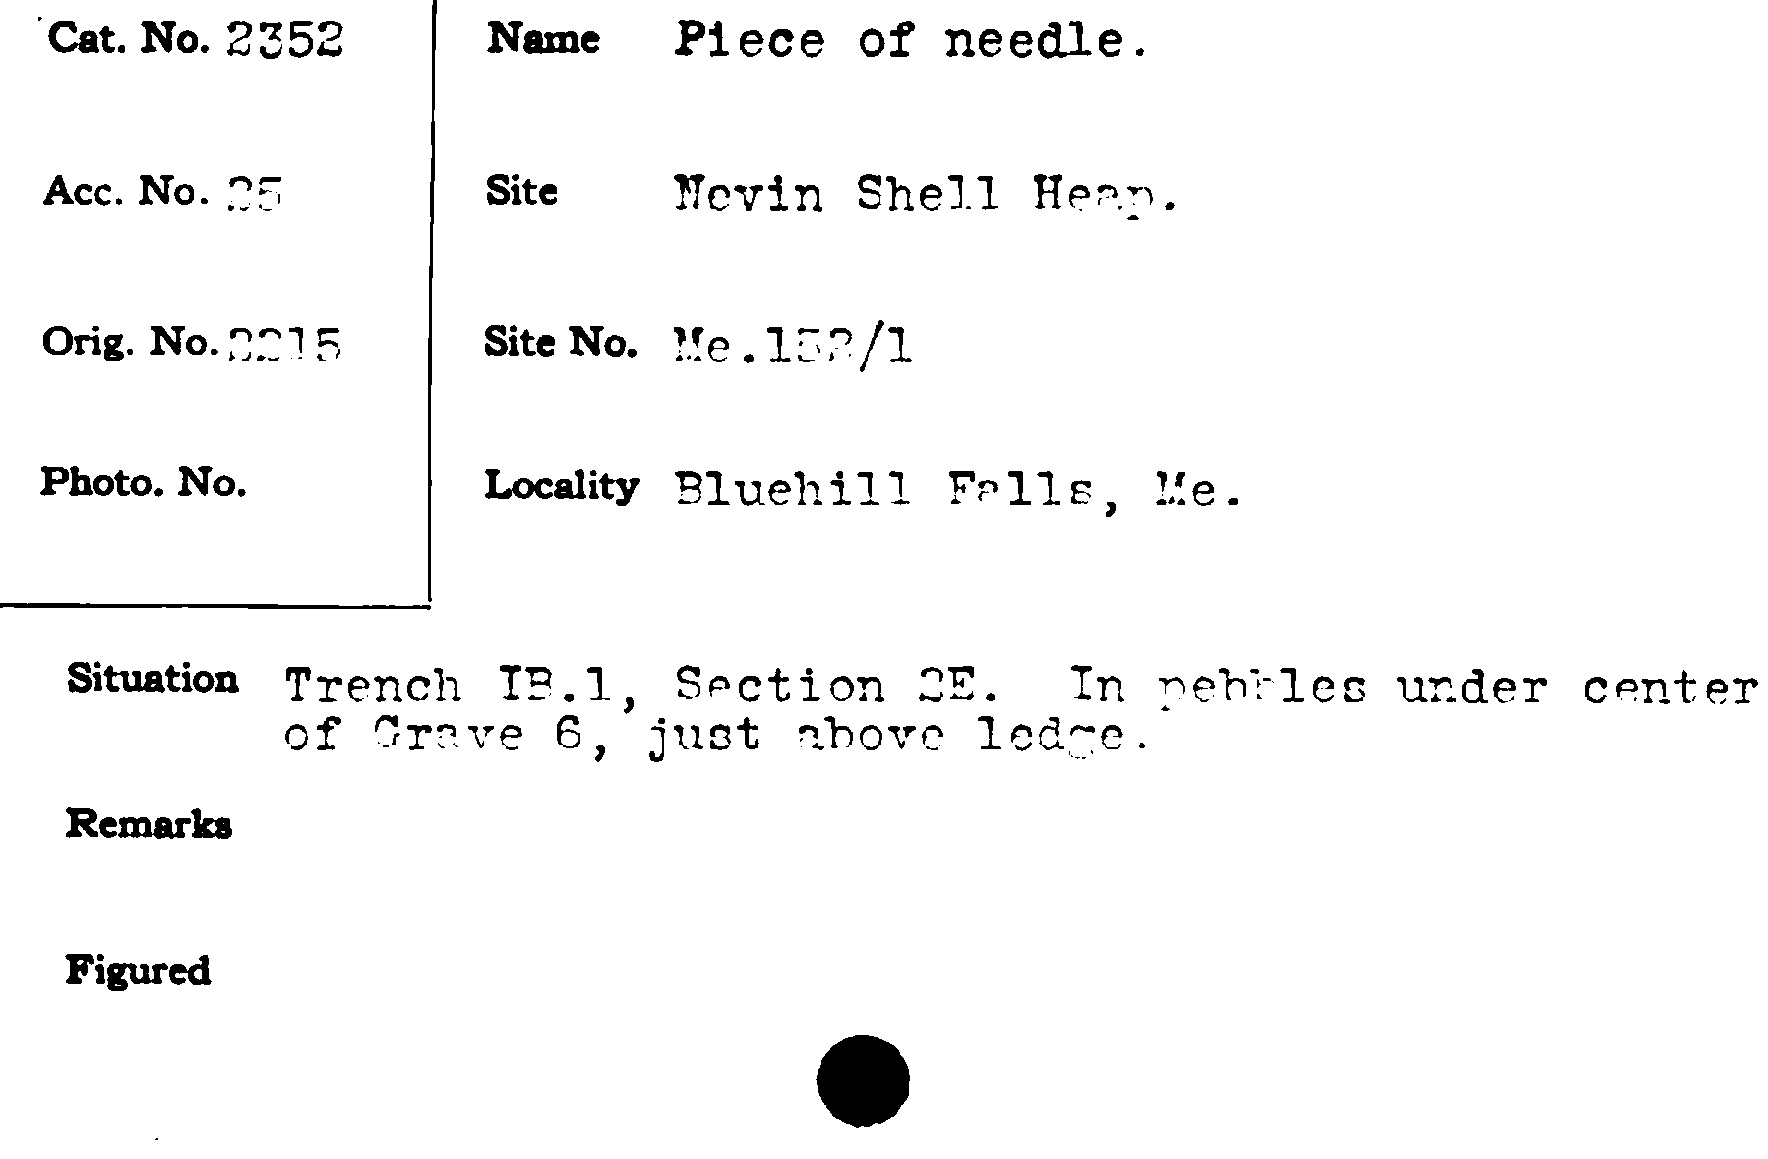 Cat. No. 2352
Name Piece of needle.
Acc. No. 25
Site Nevin Shell Heap.
Orig. No. 2215
Site No. Me.152/1
Photo. No.
Locality Bluehill Falls, Me.
Situation Trench IB.1, Section 2E. In pebbles under center
of Grave 6, just above ledge.
Remarks
Figured